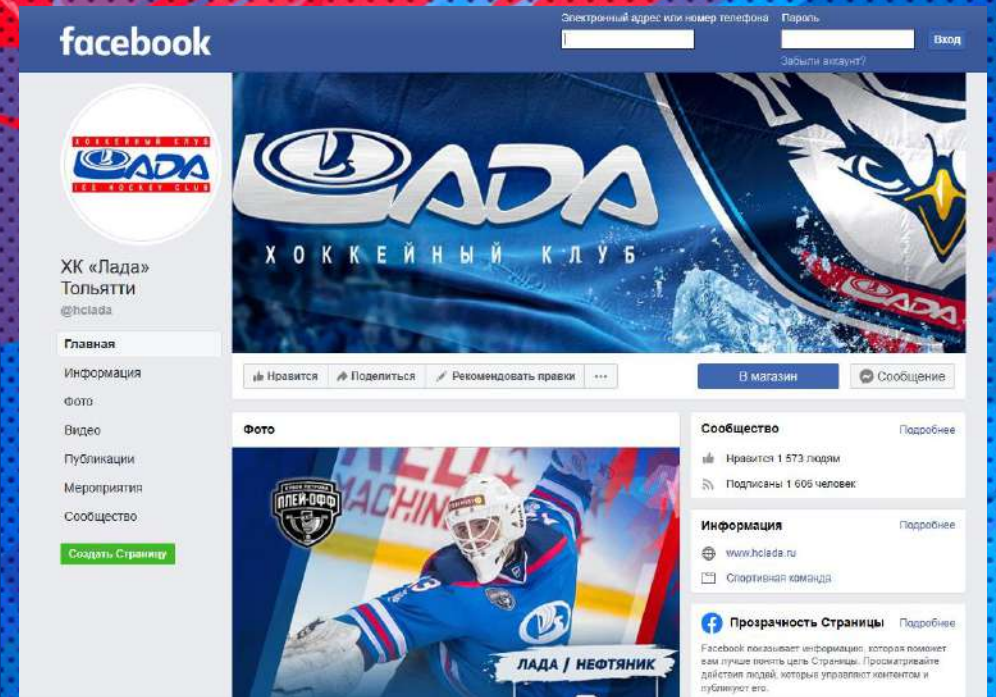 Электронный адрес или номер телефона Пароль
facebook
Вход
Забыли аккаунт?
ХОККЕЙНЫЙ КЛУБ
ЛАДА
ICE HOCKEY CLUB
ЛАДА
ХОККЕЙНЫЙ КЛУБ
ЛАДА
ХК «Лада»
Тольятти
@hclada
Главная
Информация
Фото
Видео
Публикации
Мероприятия
Сообщество
Создать Страницу
Нравится Поделиться Рекомендовать правки ...
В магазин Сообщение
Фото
RED
MACHIN
ПЛЕЙ-ОФФ
ЛАДА / НЕФТЯНИК
Сообщество Подробнее
Нравится 1 573 людям
Подписаны 1 606 человек
Информация Подробнее
www.hclada.ru
Спортивная команда
Прозрачность Страницы Подробнее
Facebook показывает информацию, которая поможет
вам лучше понять цель Страницы. Просматривайте
действия людей, которые управляют контентом и
публикуют его.